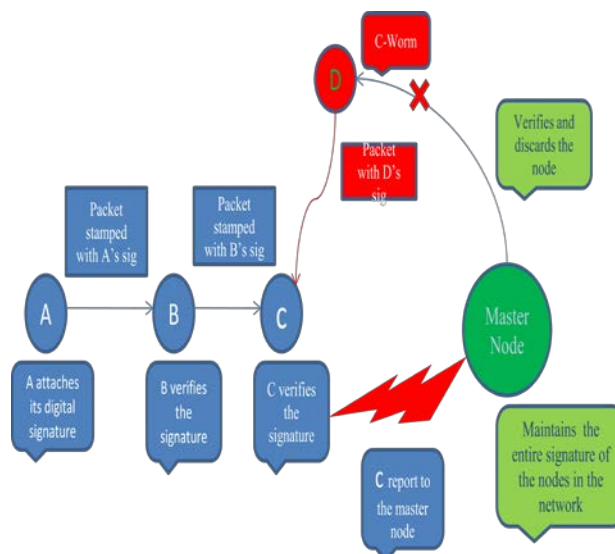 C-Worm
D
Verifies and
discards the
node
Packet
with D's
sig
Packet
stamped
with A's sig
Packet
stamped
with B's sig
A
B
C
Master
Node
A attaches
its digital
signature
B verifies
the
signature
C verifies
the
signature
C report to
the master
node
Maintains the
entire signature of
the nodes in the
network